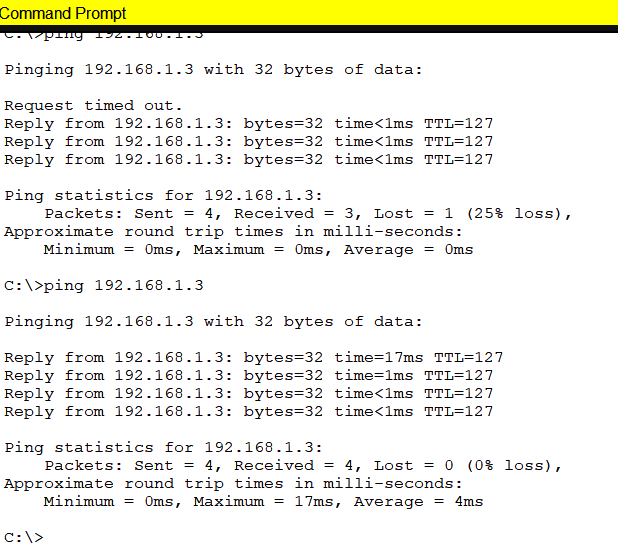 Command Prompt
C:\>ping 192.168.1.3
Pinging 192.168.1.3 with 32 bytes of data:
Request timed out.
Reply from 192.168.1.3: bytes=32 time<1ms TTL=127
Reply from 192.168.1.3: bytes=32 time<1ms TTL=127
Reply from 192.168.1.3: bytes=32 time<1ms TTL=127
Ping statistics for 192.168.1.3:
Packets: Sent = 4, Received = 3, Lost = 1 (25% loss),
Approximate round trip times in milli-seconds:
Minimum = 0ms, Maximum = 0ms, Average = 0ms
C:\>ping 192.168.1.3
Pinging 192.168.1.3 with 32 bytes of data:
Reply from 192.168.1.3: bytes=32 time=17ms TTL=127
Reply from 192.168.1.3: bytes=32 time=1ms TTL=127
Reply from 192.168.1.3: bytes=32 time<1ms TTL=127
Reply from 192.168.1.3: bytes=32 time<1ms TTL=127
Ping statistics for 192.168.1.3:
Packets: Sent = 4, Received = 4, Lost = 0 (0% loss),
Approximate round trip times in milli-seconds:
Minimum = 0ms, Maximum = 17ms, Average = 4ms
C:\>